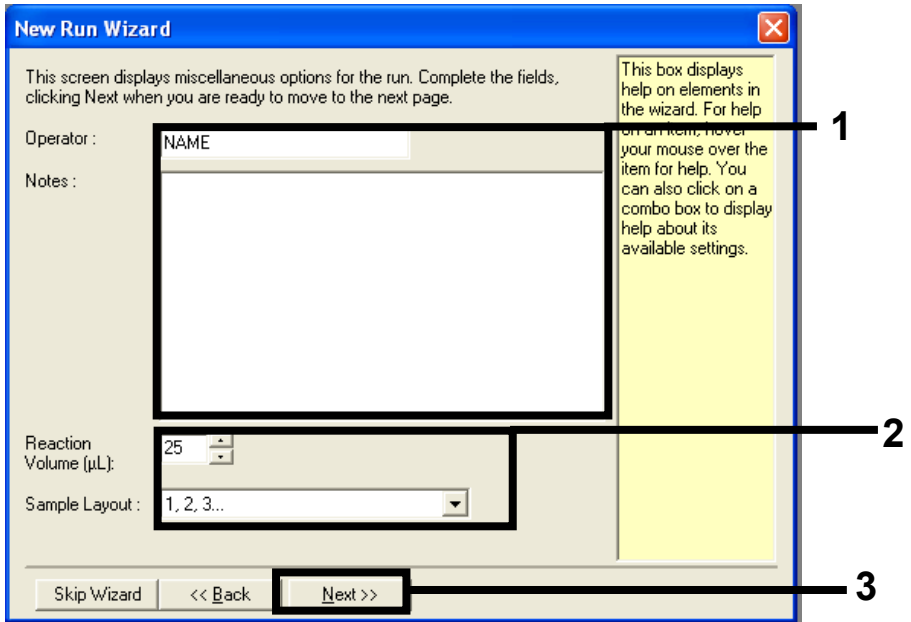 New Run Wizard
This screen displays miscellaneous options for the run. Complete the fields,
clicking Next when you are ready to move to the next page.
This box displays
help on elements in
the wizard. For help
on an item, hover
your mouse over the
item for help. You
can also click on a
combo box to display
help about its
available settings.
1
Operator :
NAME
Notes :
2
Reaction
Volume (µL):
25
Sample Layout :
1, 2, 3...
Skip Wizard
<< Back
Next >>
3